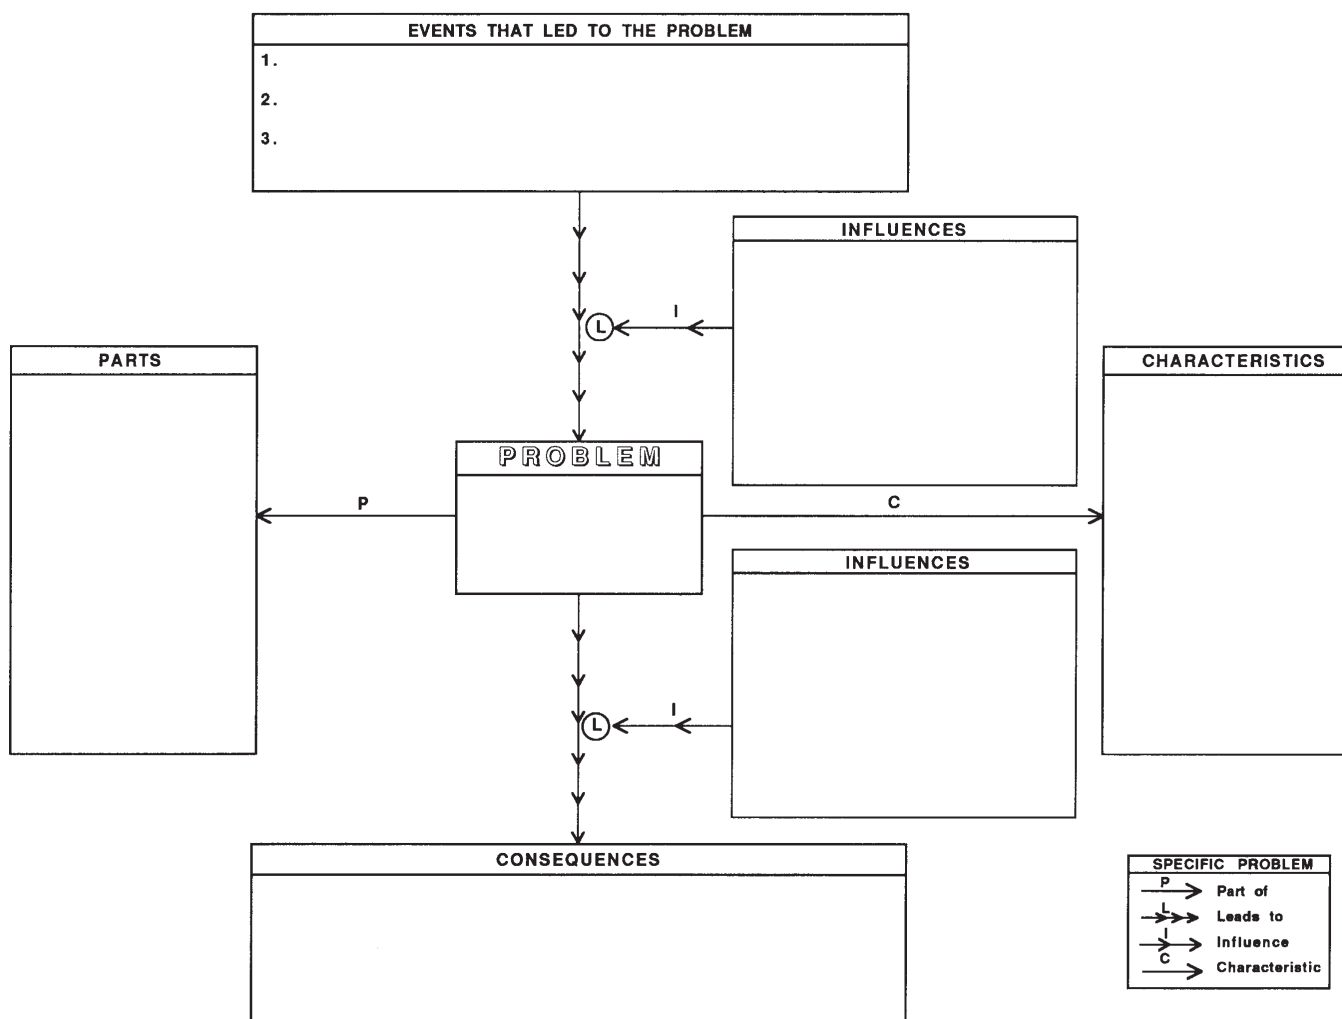 EVENTS THAT LED TO THE PROBLEM
1.
2.
3.
INFLUENCES
I
L
PARTS
CHARACTERISTICS
PROBLEM
P
C
INFLUENCES
I
L
CONSEQUENCES
SPECIFIC PROBLEM
P Part of
L Leads to
I Influence
C Characteristic